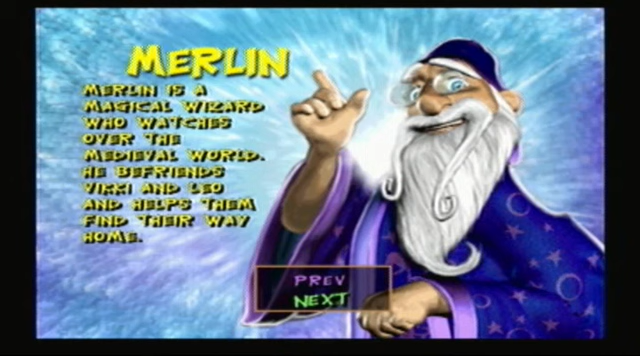 MERLIN
MERLIN IS A
MAGICAL WIZARD
WHO WATCHES
OVER THE
MEDIEVAL WORLD.
HE BEFRIENDS
VIKKI AND LEO
AND HELPS THEM
FIND THEIR WAY
HOME.
PREV
NEXT